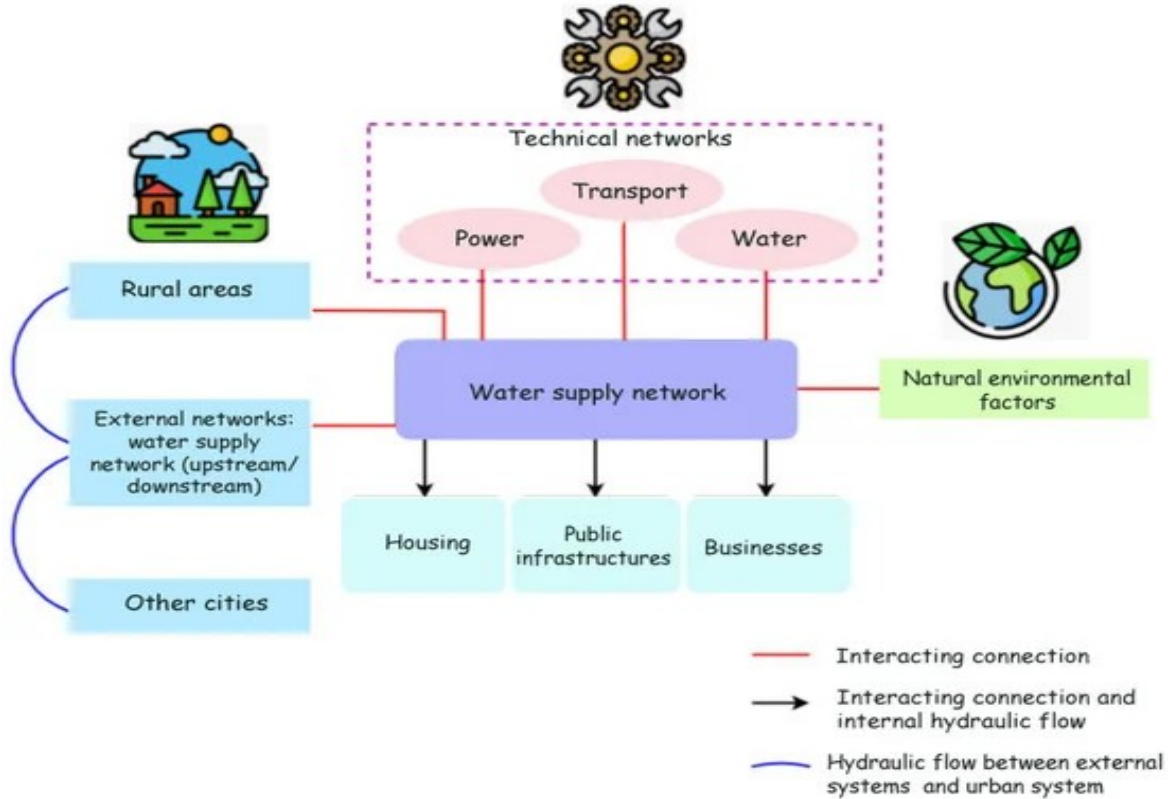 Technical networks
Transport
Power
Water
Rural areas
Water supply network
Natural environmental
factors
External networks:
water supply
network (upstream/
downstream)
Housing
Public
infrastructures
Businesses
Other cities
Interacting connection
Interacting connection and
internal hydraulic flow
Hydraulic flow between external
systems and urban system